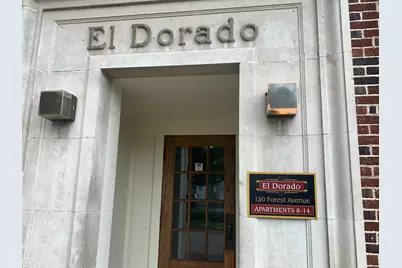 El Dorado
El Dorado
130 Forest Avenue
APARTMENTS 8-14